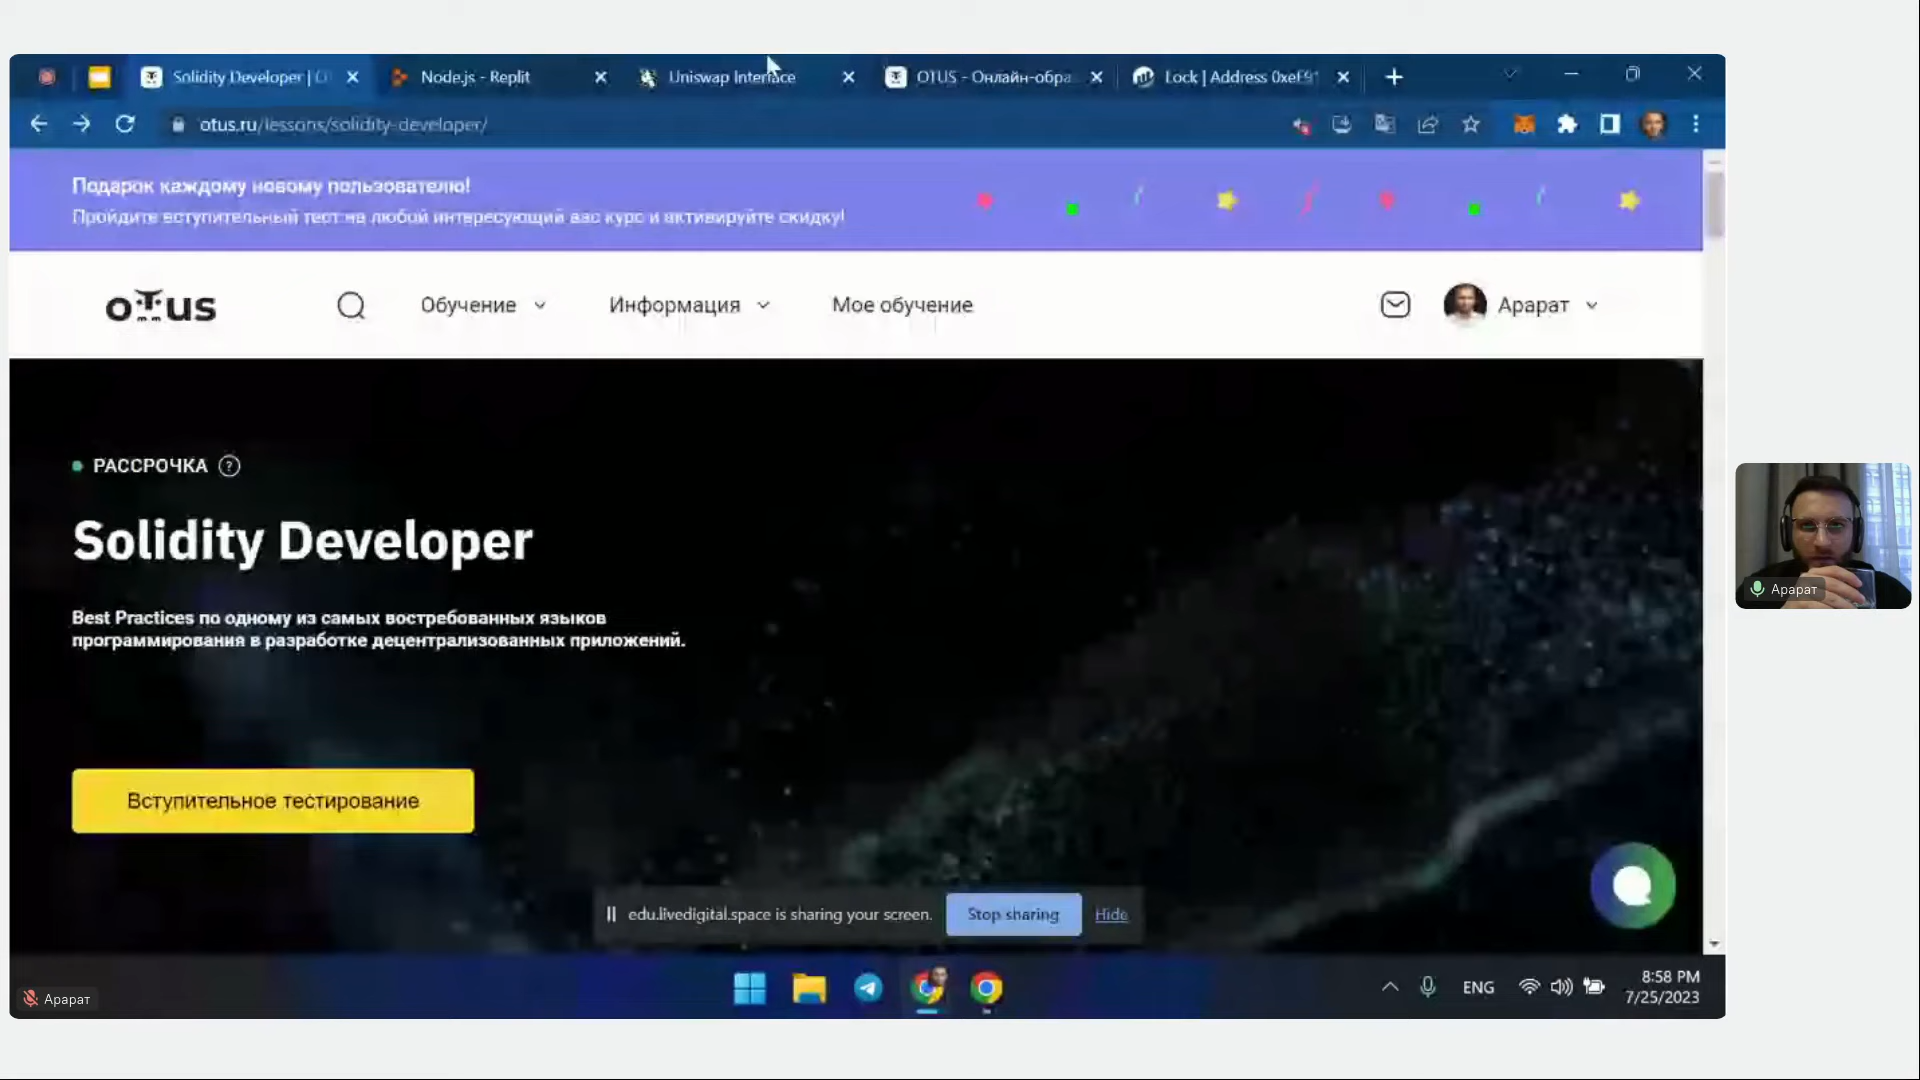 Solidity Developer | O
Node.js - Replit
Uniswap Interface
OTUS - Онлайн-обра
Lock | Address 0xeF91
otus.ru/lessons/solidity-developer/
Подарок каждому новому пользователю!
Пройдите вступительный тест на любой интересующий вас курс и активируйте скидку!
OTUS
Обучение
Информация
Мое обучение
Арарат
РАССРОЧКА ?
Solidity Developer
Best Practices по одному из самых востребованных языков
программирования в разработке децентрализованных приложений.
Вступительное тестирование
edu.livedigital.space is sharing your screen.
Stop sharing
Hide
Арарат
ENG
8:58 PM
7/25/2023
Арарат